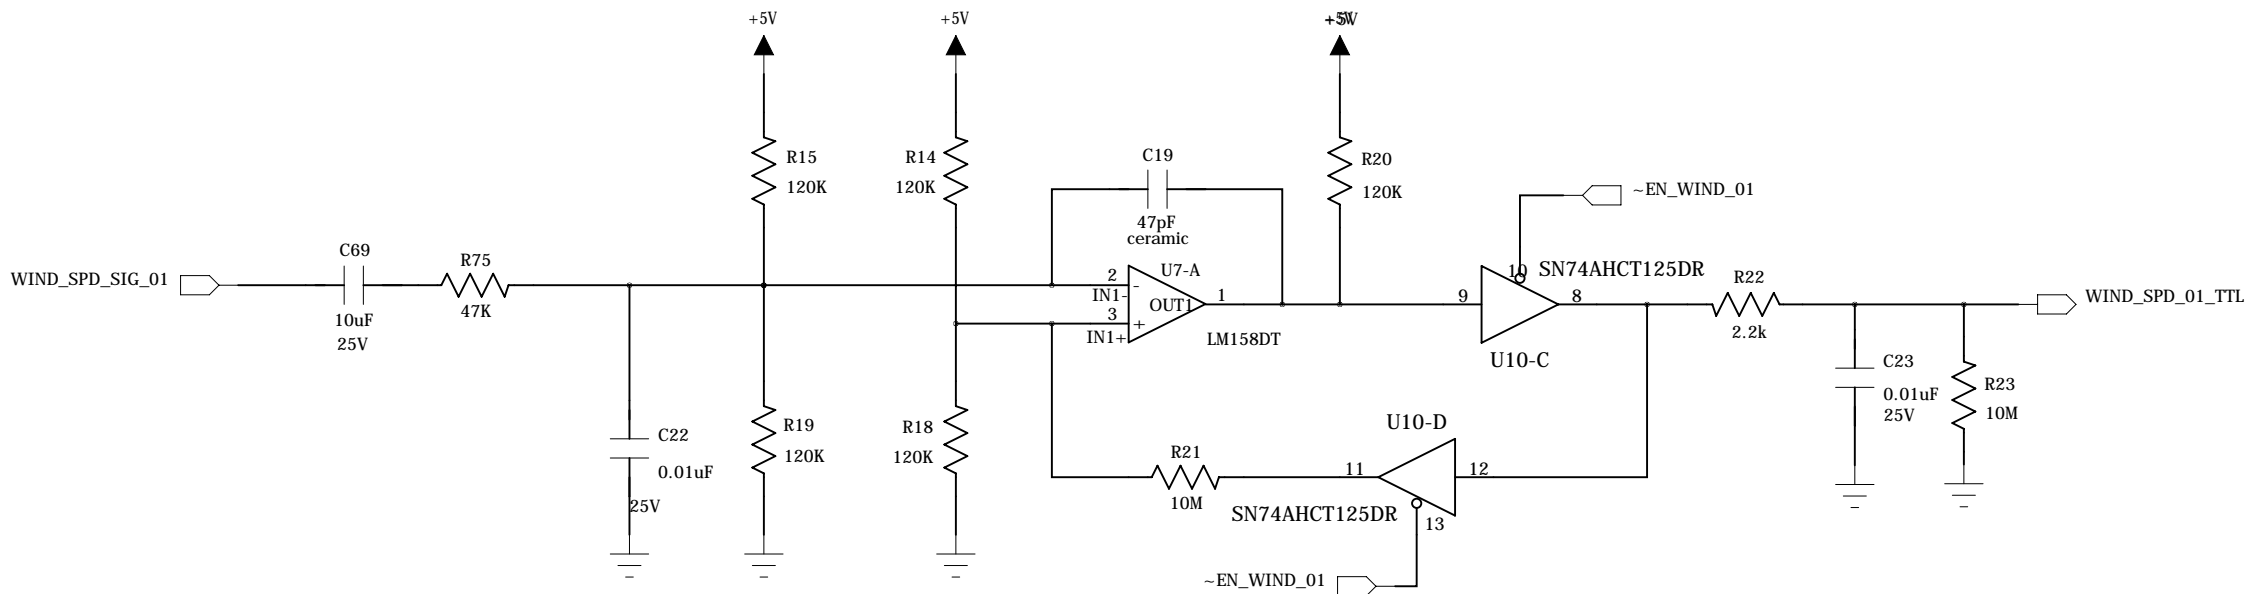 +5V
+5V
+5V
+5V
R15
120K
R14
120K
C19
47pF
ceramic
R20
120K
~EN_WIND_01
WIND_SPD_SIG_01
C69
10uF
25V
R75
47K
2
IN1-
3
IN1+
-
+
U7-A
OUT1
1
LM158DT
9
10
SN74AHCT125DR
8
U10-C
R22
2.2k
WIND_SPD_01_TTL
C23
0.01uF
25V
R23
10M
C22
0.01uF
25V
R19
120K
R18
120K
R21
10M
11
U10-D
12
SN74AHCT125DR
13
~EN_WIND_01